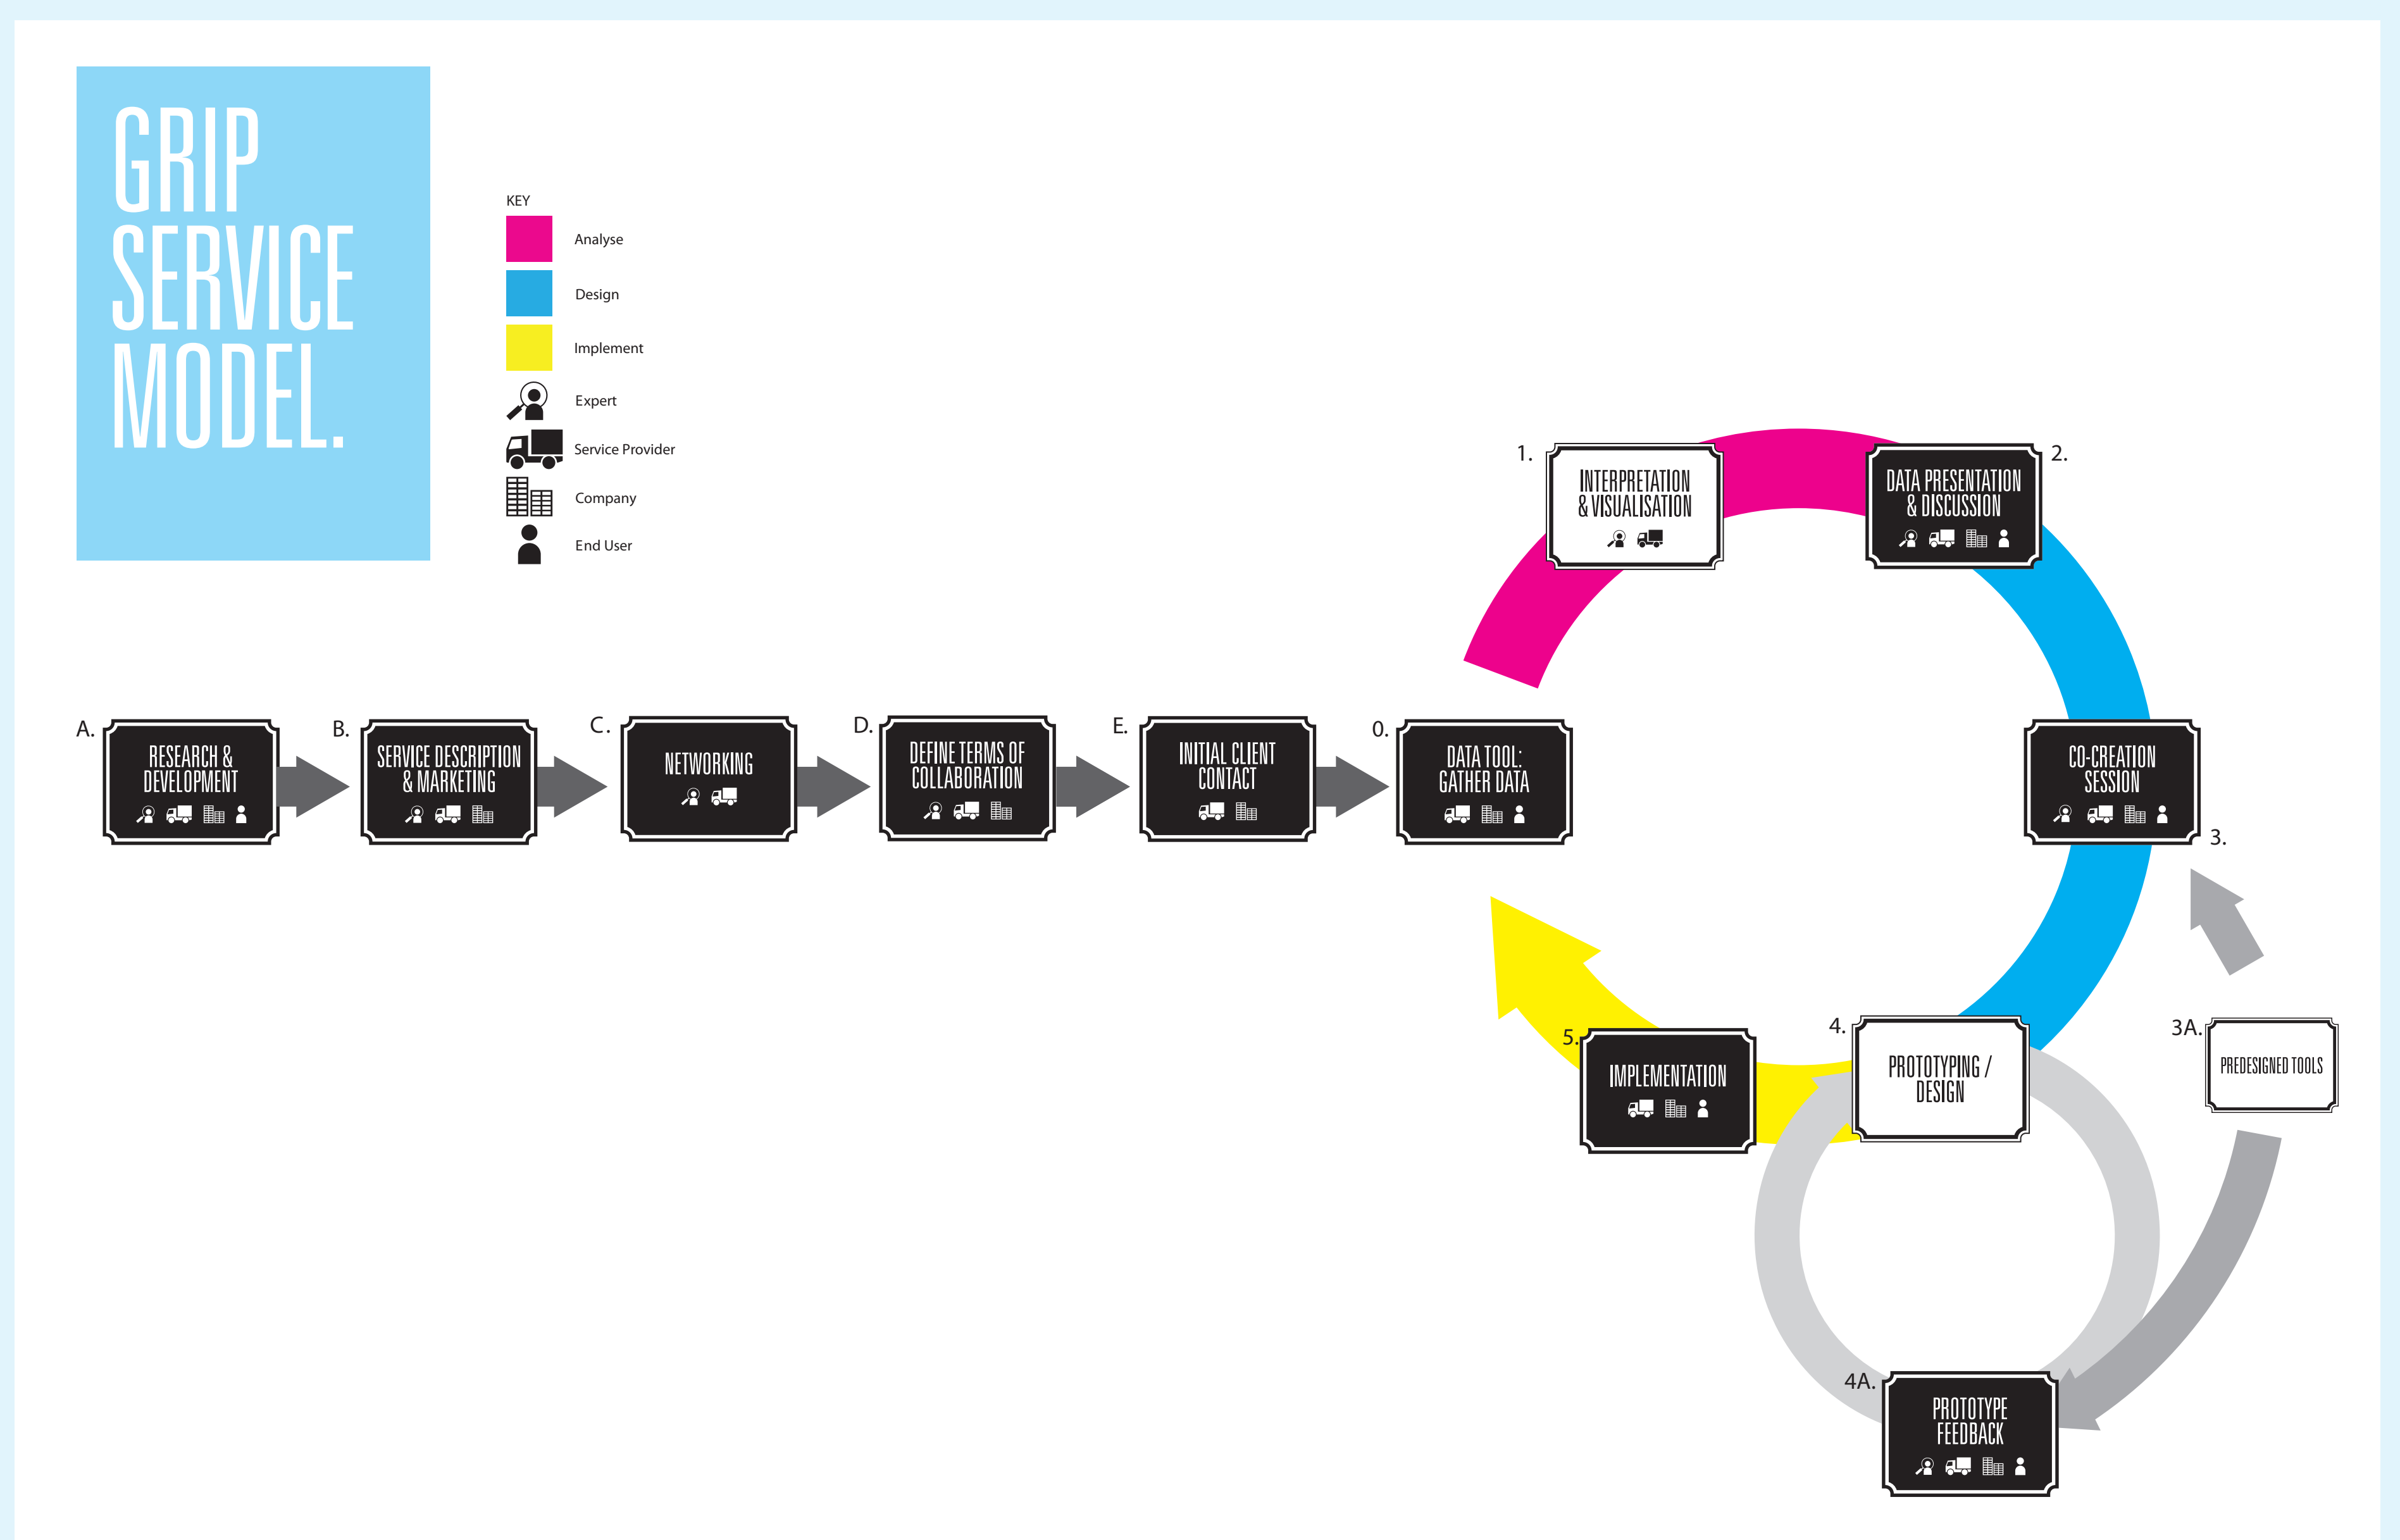 GRIP
SERVICE
MODEL.
KEY
Analyse
Design
Implement
Expert
Service Provider
Company
End User
A.
RESEARCH &
DEVELOPMENT
B.
SERVICE DESCRIPTION
& MARKETING
C.
NETWORKING
D.
DEFINE TERMS OF
COLLABORATION
E.
INITIAL CLIENT
CONTACT
0.
DATA TOOL:
GATHER DATA
1.
INTERPRETATION
& VISUALISATION
2.
DATA PRESENTATION
& DISCUSSION
CO-CREATION
SESSION
3.
3A.
PREDESIGNED TOOLS
4.
PROTOTYPING /
DESIGN
4A.
PROTOTYPE
FEEDBACK
5.
IMPLEMENTATION